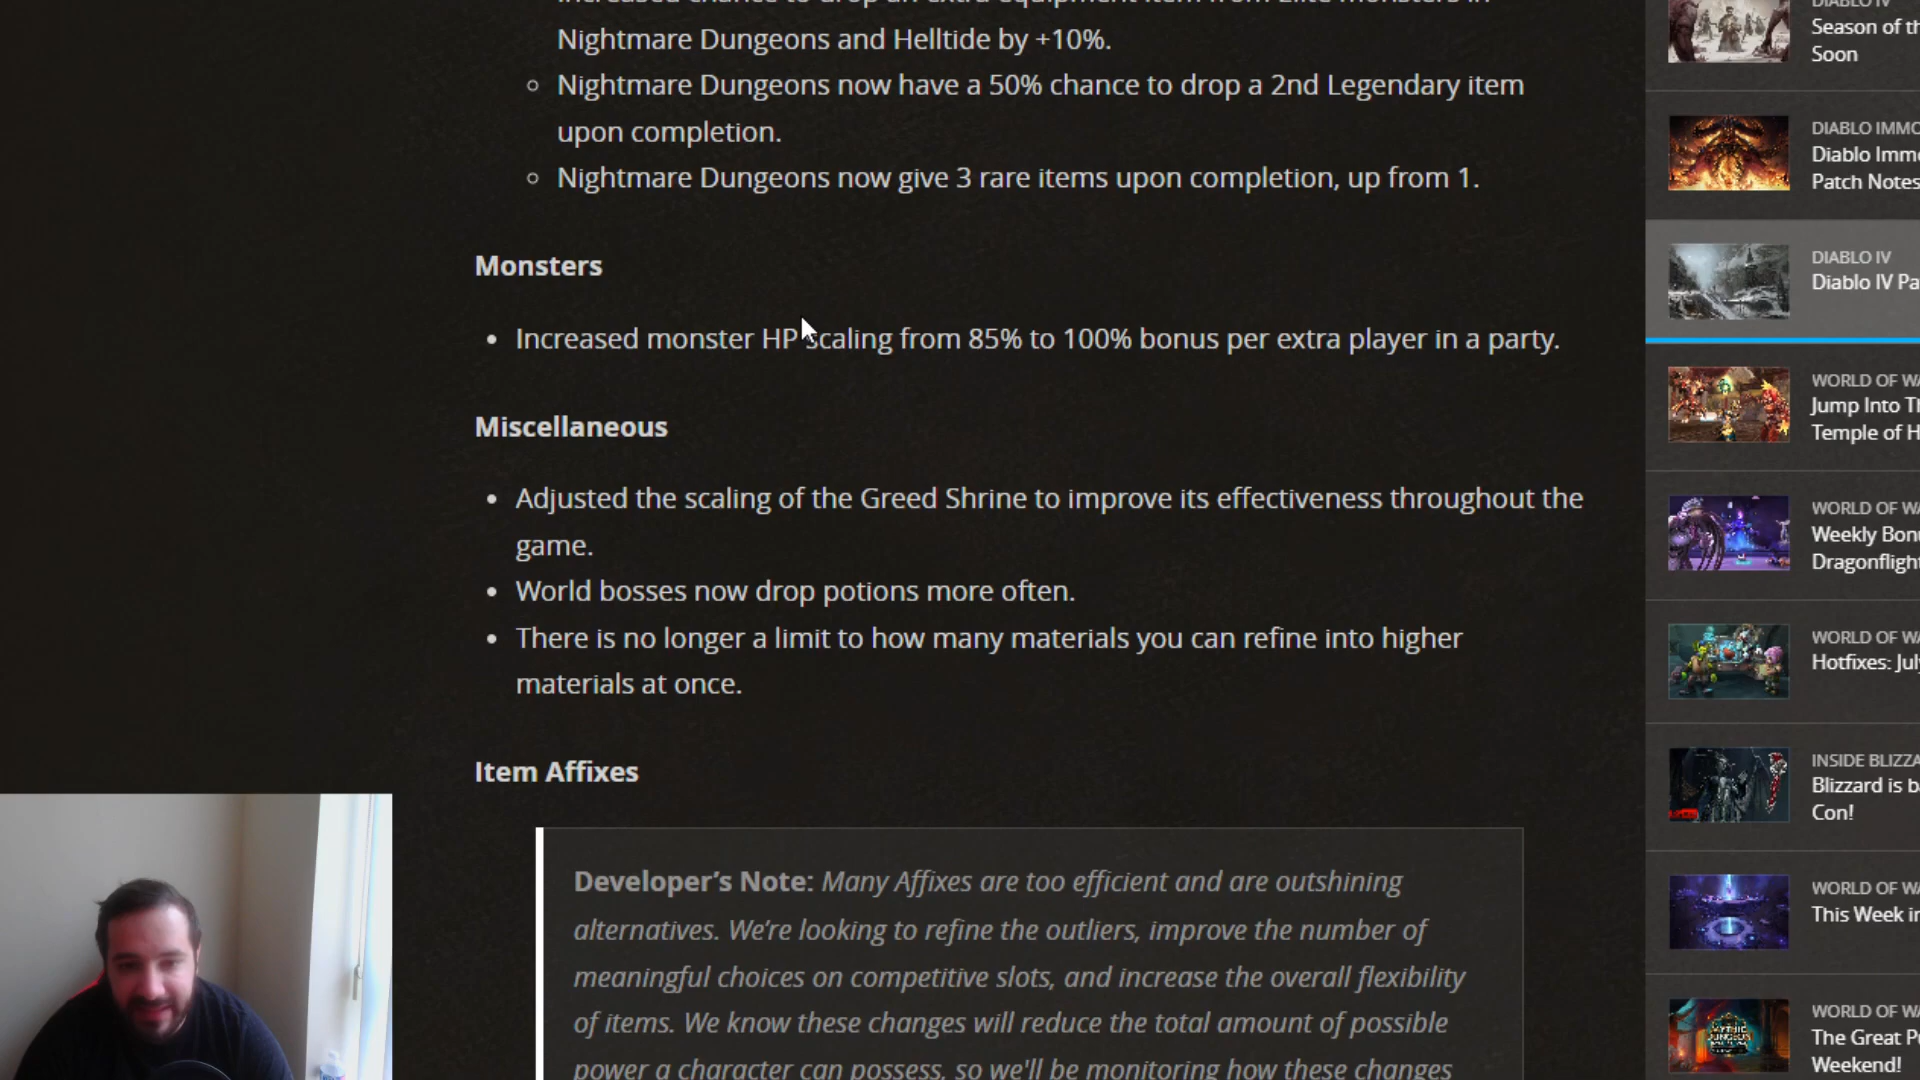 Nightmare Dungeons and Helltide by +10%.
Nightmare Dungeons now have a 50% chance to drop a 2nd Legendary item
upon completion.
Nightmare Dungeons now give 3 rare items upon completion, up from 1.
Monsters
Increased monster HP scaling from 85% to 100% bonus per extra player in a party.
Miscellaneous
Adjusted the scaling of the Greed Shrine to improve its effectiveness throughout the
game.
World bosses now drop potions more often.
There is no longer a limit to how many materials you can refine into higher
materials at once.
Item Affixes
Developer's Note: Many Affixes are too efficient and are outshining
alternatives. We're looking to refine the outliers, improve the number of
meaningful choices on competitive slots, and increase the overall flexibility
of items. We know these changes will reduce the total amount of possible
power a character can possess, so we'll be monitoring how these changes
DIABLO IV
Season of th
Soon
DIABLO IMMO
Diablo Immo
Patch Notes
DIABLO IV
Diablo IV Pa
WORLD OF WA
Jump Into Th
Temple of H
WORLD OF WA
Weekly Bonu
Dragonflight
WORLD OF WA
Hotfixes: July
INSIDE BLIZZA
Blizzard is ba
Con!
WORLD OF WA
This Week in
WORLD OF WA
The Great Pu
Weekend!